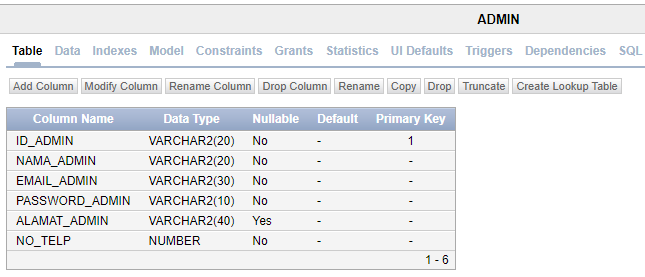 ADMIN
Table Data Indexes Model Constraints Grants Statistics UI Defaults Triggers Dependencies SQL
Add Column Modify Column Rename Column Drop Column Rename Copy Drop Truncate Create Lookup Table
Column Name Data Type Nullable Default Primary Key
ID_ADMIN VARCHAR2(20) No - 1
NAMA_ADMIN VARCHAR2(20) No - -
EMAIL_ADMIN VARCHAR2(30) No - -
PASSWORD_ADMIN VARCHAR2(10) No - -
ALAMAT_ADMIN VARCHAR2(40) Yes - -
NO_TELP NUMBER No - -
1 - 6